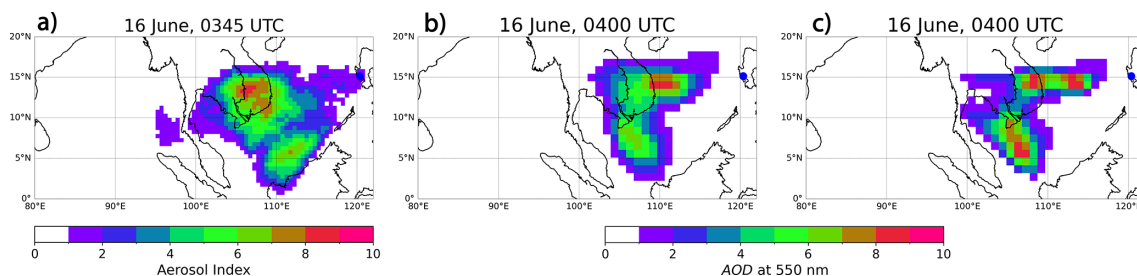 a) 16 June, 0345 UTC
b) 16 June, 0400 UTC
c) 16 June, 0400 UTC
20°N 20°N 20°N
15°N 15°N 15°N
10°N 10°N 10°N
5°N 5°N 5°N
0° 0° 0°
80°E 90°E 100°E 110°E 120°E 80°E 90°E 100°E 110°E 120°E 80°E 90°E 100°E 110°E 120°E
0 2 4 6 8 10 0 2 4 6 8 10
Aerosol Index
AOD at 550 nm